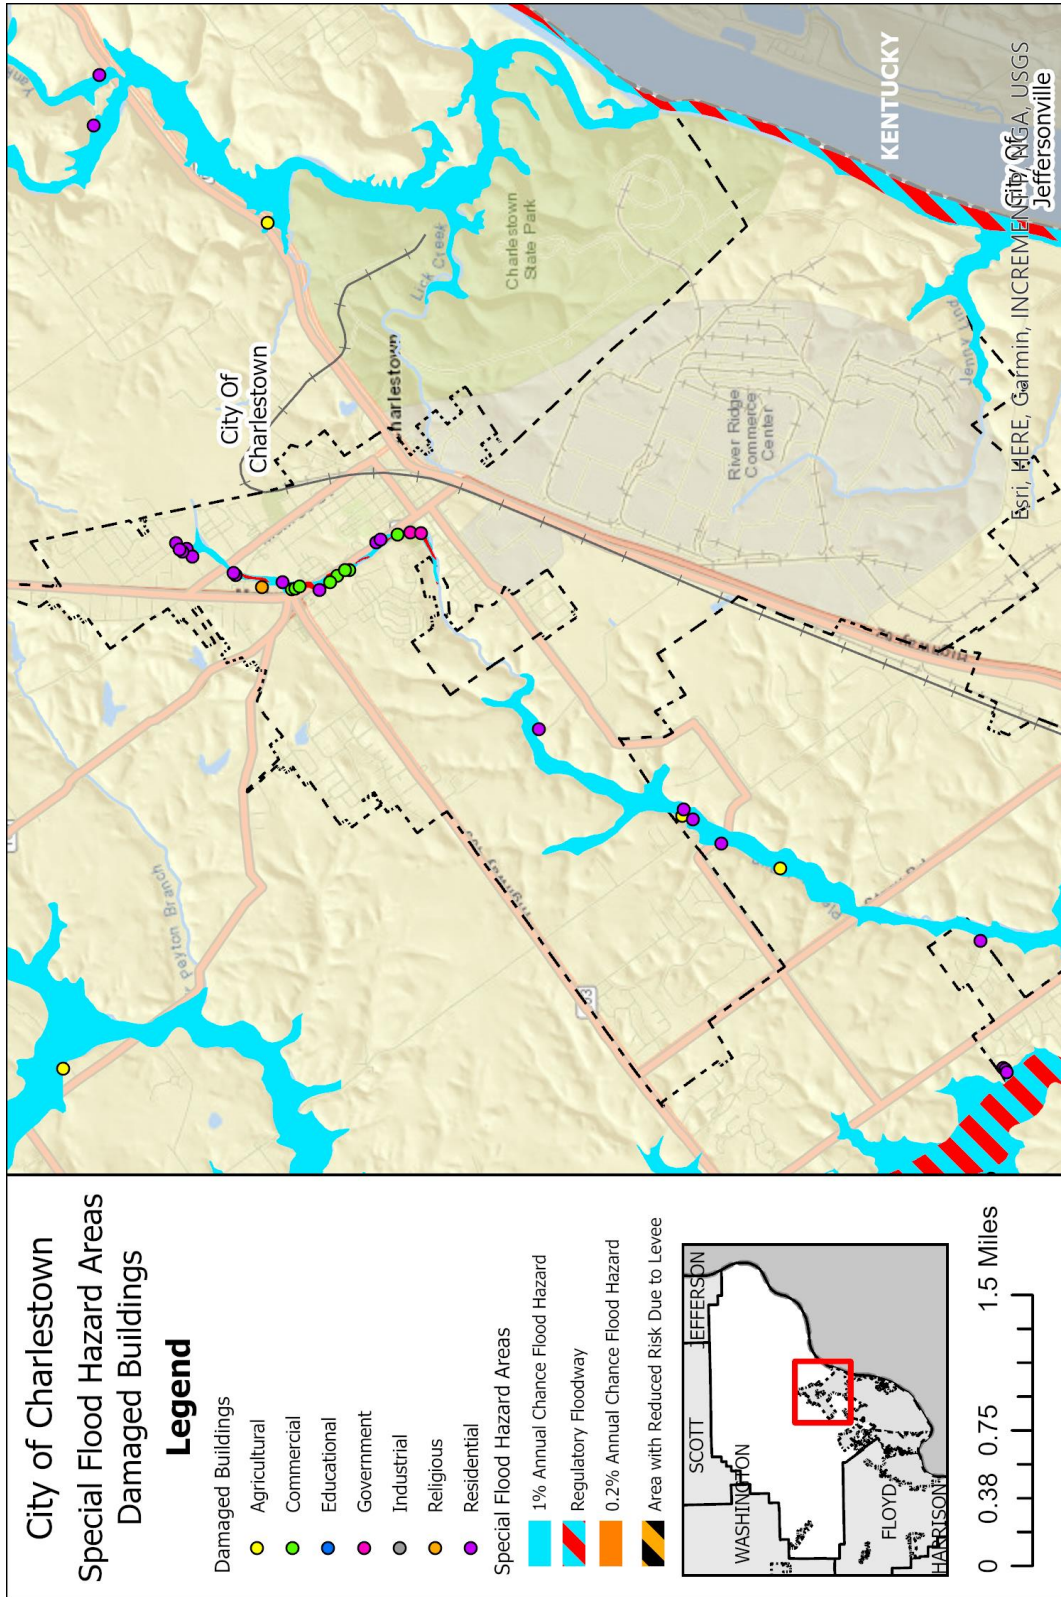 City of Charlestown
Special Flood Hazard Areas
Damaged Buildings
Legend
Damaged Buildings
Agricultural
Commercial
Educational
Government
Industrial
Religious
Residential
Special Flood Hazard Areas
1% Annual Chance Flood Hazard
Regulatory Floodway
0.2% Annual Chance Flood Hazard
Area with Reduced Risk Due to Levee
SCOTT
JEFFERSON
WASHINGTON
FLOYD
HARRISON
0 0.38 0.75 1.5 Miles
Peyton Branch
City Of
Charlestown
harlestown
Lick Creek
Charlestown
State Park
River Ridge
Commerce
Center
Jenny Lind
KENTUCKY
City Of
Jeffersonville
Esri, HERE, Garmin, INCREMENT P, NGA, USGS